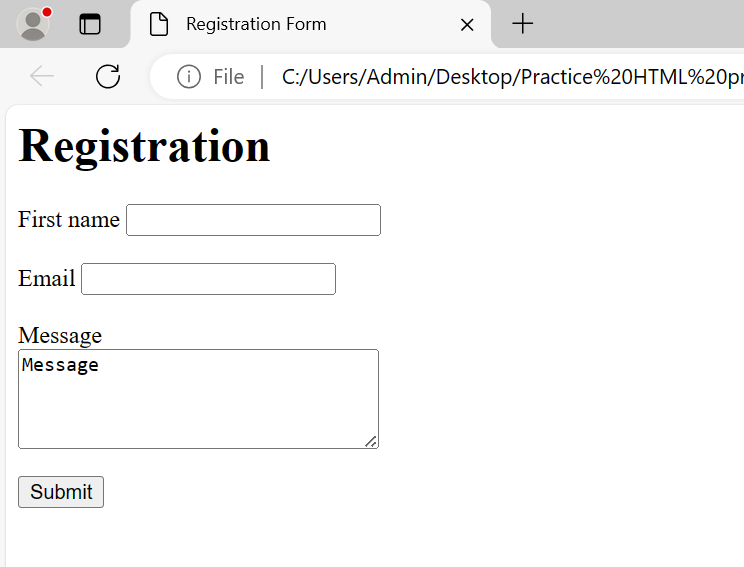 Registration Form
File C:/Users/Admin/Desktop/Practice%20HTML%20pr
Registration
First name
Email
Message
Message
Submit